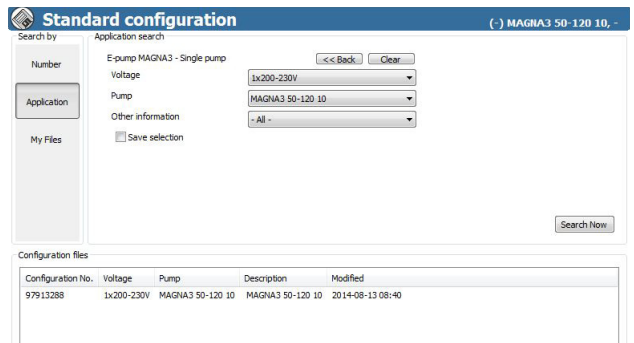 Standard configuration
(-) MAGNA3 50-120 10, -
Search by
Application search
Number
E-pump MAGNA3 - Single pump
<< Back
Clear
Voltage
1x200-230V
Application
Pump
MAGNA3 50-120 10
Other information
- All -
My Files
Save selection
Search Now
Configuration files
Configuration No. Voltage Pump Description Modified
97913288 1x200-230V MAGNA3 50-120 10 MAGNA3 50-120 10 2014-08-13 08:40